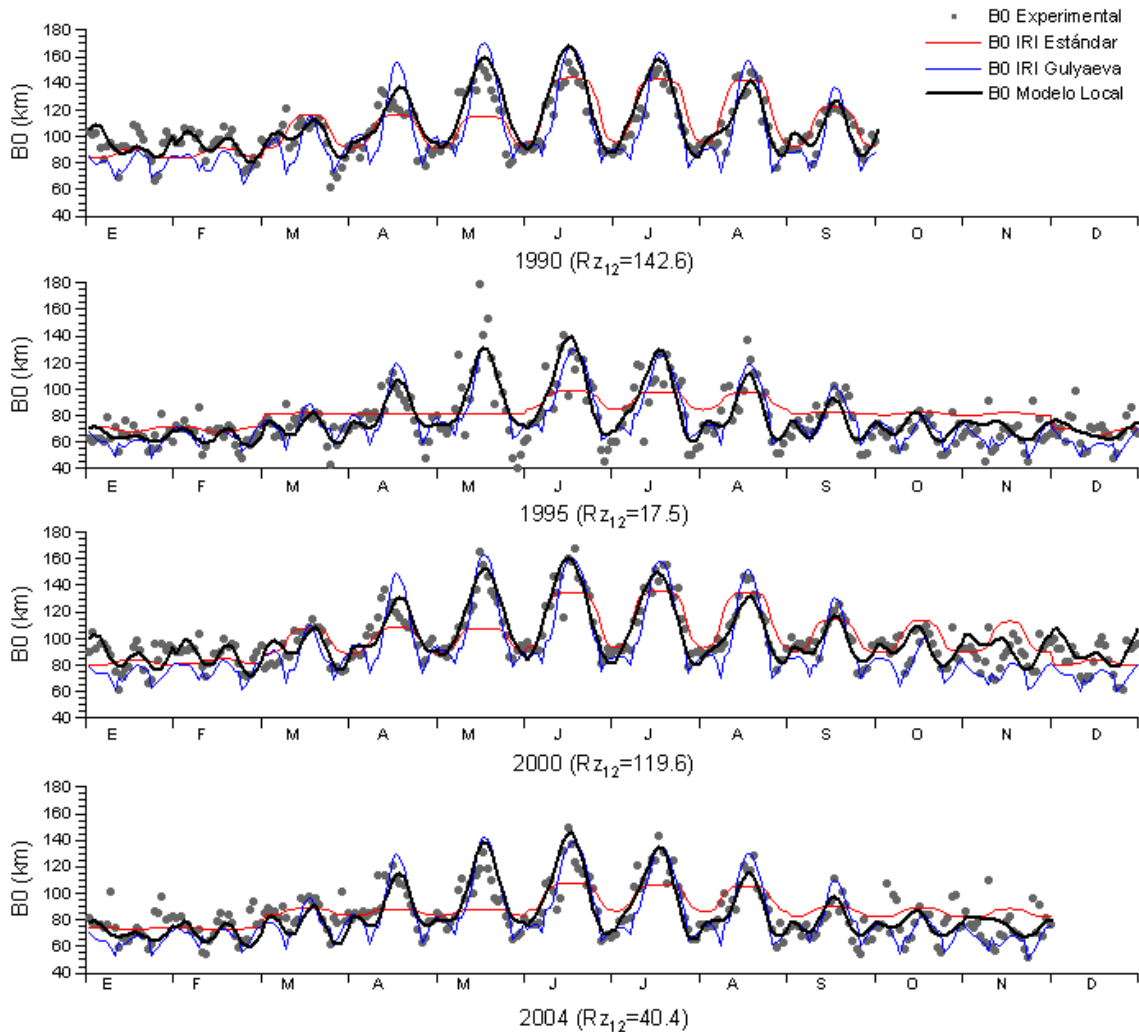 B0 Experimental
B0 IRI Estándar
B0 IRI Gulyaeva
B0 Modelo Local
B0 (km)
180
160
140
120
100
80
60
40
E F M A M J J A S O N D
1990 (Rz12=142.6)
B0 (km)
180
160
140
120
100
80
60
40
E F M A M J J A S O N D
1995 (Rz12=17.5)
B0 (km)
180
160
140
120
100
80
60
40
E F M A M J J A S O N D
2000 (Rz12=119.6)
B0 (km)
180
160
140
120
100
80
60
40
E F M A M J J A S O N D
2004 (Rz12=40.4)